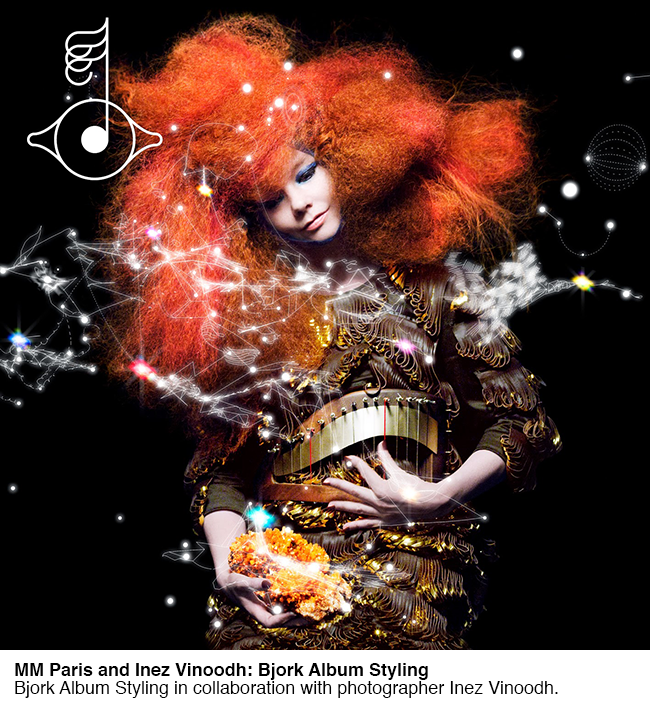 MM Paris and Inez Vinoodh: Bjork Album Styling
Bjork Album Styling in collaboration with photographer Inez Vinoodh.